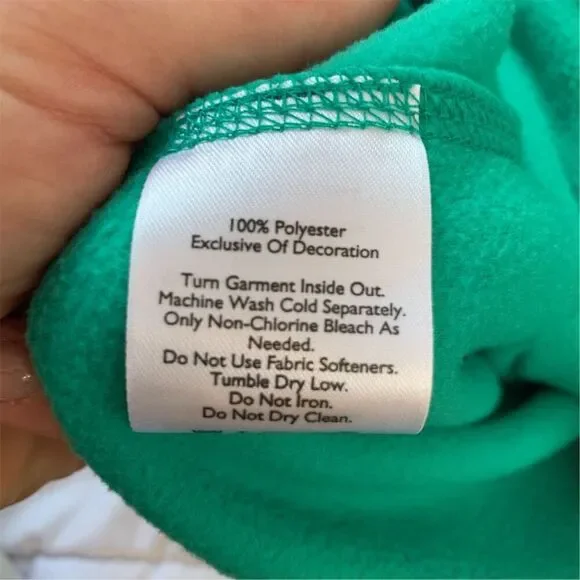 100% Polyester
Exclusive Of Decoration
Turn Garment Inside Out.
Machine Wash Cold Separately.
Only Non-Chlorine Bleach As
Needed.
Do Not Use Fabric Softeners.
Tumble Dry Low.
Do Not Iron.
Do Not Dry Clean.